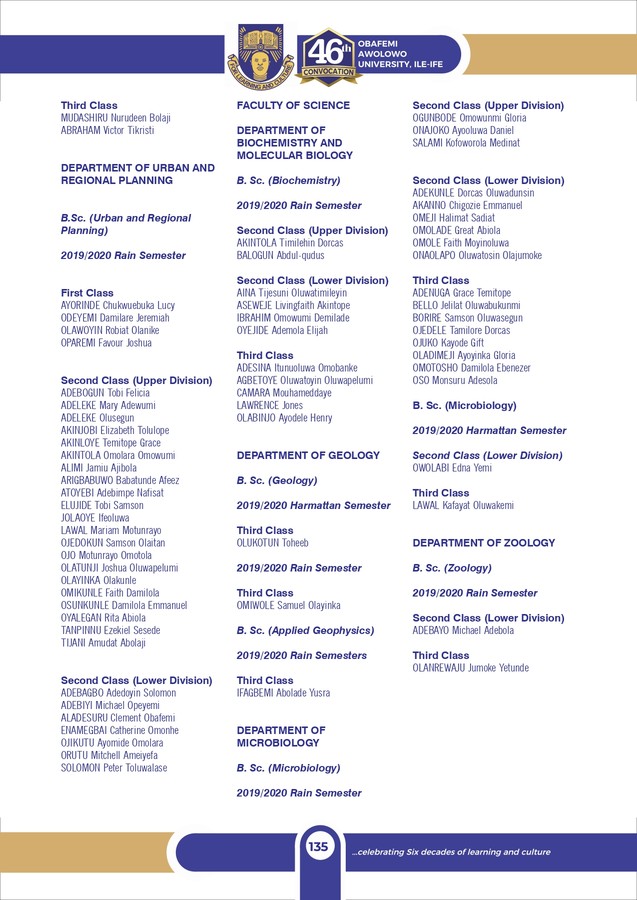 FOR LEARNING AND CULTURE
46th
CONVOCATION
OBAFEMI
AWOLOWO
UNIVERSITY, ILE-IFE
Third Class
MUDASHIRU Nurudeen Bolaji
ABRAHAM Victor Tikristi
DEPARTMENT OF URBAN AND
REGIONAL PLANNING
B.Sc. (Urban and Regional
Planning)
2019/2020 Rain Semester
First Class
AYORINDE Chukwuebuka Lucy
ODEYEMI Damilare Jeremiah
OLAWOYIN Robiat Olanike
OPAREMI Favour Joshua
Second Class (Upper Division)
ADEBOGUN Tobi Felicia
ADELEKE Mary Adewumi
ADELEKE Olusegun
AKINJOBI Elizabeth Tolulope
AKINLOYE Temitope Grace
AKINTOLA Omolara Omowumi
ALIMI Jamiu Ajibola
ARIGBABUWO Babatunde Afeez
ATOYEBI Adebimpe Nafisat
ELUJIDE Tobi Samson
JOLAOYE Ifeoluwa
LAWAL Mariam Motunrayo
OJEDOKUN Samson Olaitan
OJO Motunrayo Omotola
OLATUNJI Joshua Oluwapelumi
OLAYINKA Olakunle
OMIKUNLE Faith Damilola
OSUNKUNLE Damilola Emmanuel
OYALEGAN Rita Abiola
TANPINNU Ezekiel Sesede
TIJANI Amudat Abolaji
Second Class (Lower Division)
ADEBAGBO Adedoyin Solomon
ADEBIYI Michael Opeyemi
ALADESURU Clement Obafemi
ENAMEGBAI Catherine Omonhe
OJIKUTU Ayomide Omolara
ORUTU Mitchell Ameiyefa
SOLOMON Peter Toluwalase
FACULTY OF SCIENCE
DEPARTMENT OF
BIOCHEMISTRY AND
MOLECULAR BIOLOGY
B. Sc. (Biochemistry)
2019/2020 Rain Semester
Second Class (Upper Division)
AKINTOLA Timilehin Dorcas
BALOGUN Abdul-qudus
Second Class (Lower Division)
AINA Tijesuni Oluwatimileyin
ASEWEJE Livingfaith Akintope
IBRAHIM Omowumi Demilade
OYEJIDE Ademola Elijah
Third Class
ADESINA Itunuoluwa Omobanke
AGBETOYE Oluwatoyin Oluwapelumi
CAMARA Mouhameddaye
LAWRENCE Jones
OLABINJO Ayodele Henry
DEPARTMENT OF GEOLOGY
B. Sc. (Geology)
2019/2020 Harmattan Semester
Third Class
OLUKOTUN Toheeb
2019/2020 Rain Semester
Third Class
OMIWOLE Samuel Olayinka
B. Sc. (Applied Geophysics)
2019/2020 Rain Semesters
Third Class
IFAGBEMI Abolade Yusra
DEPARTMENT OF
MICROBIOLOGY
B. Sc. (Microbiology)
2019/2020 Rain Semester
Second Class (Upper Division)
OGUNBODE Omowunmi Gloria
ONAJOKO Ayooluwa Daniel
SALAMI Kofoworola Medinat
Second Class (Lower Division)
ADEKUNLE Dorcas Oluwadunsin
AKANNO Chigozie Emmanuel
OMEJI Halimat Sadiat
OMOLADE Great Abiola
OMOLE Faith Moyinoluwa
ONAOLAPO Oluwatosin Olajumoke
Third Class
ADENUGA Grace Temitope
BELLO Jelilat Oluwabukunmi
BORIRE Samson Oluwasegun
OJEDELE Tamilore Dorcas
OJUKO Kayode Gift
OLADIMEJI Ayoyinka Gloria
OMOTOSHO Damilola Ebenezer
OSO Monsuru Adesola
B. Sc. (Microbiology)
2019/2020 Harmattan Semester
Second Class (Lower Division)
OWOLABI Edna Yemi
Third Class
LAWAL Kafayat Oluwakemi
DEPARTMENT OF ZOOLOGY
B. Sc. (Zoology)
2019/2020 Rain Semester
Second Class (Lower Division)
ADEBAYO Michael Adebola
Third Class
OLANREWAJU Jumoke Yetunde
135
...celebrating Six decades of learning and culture